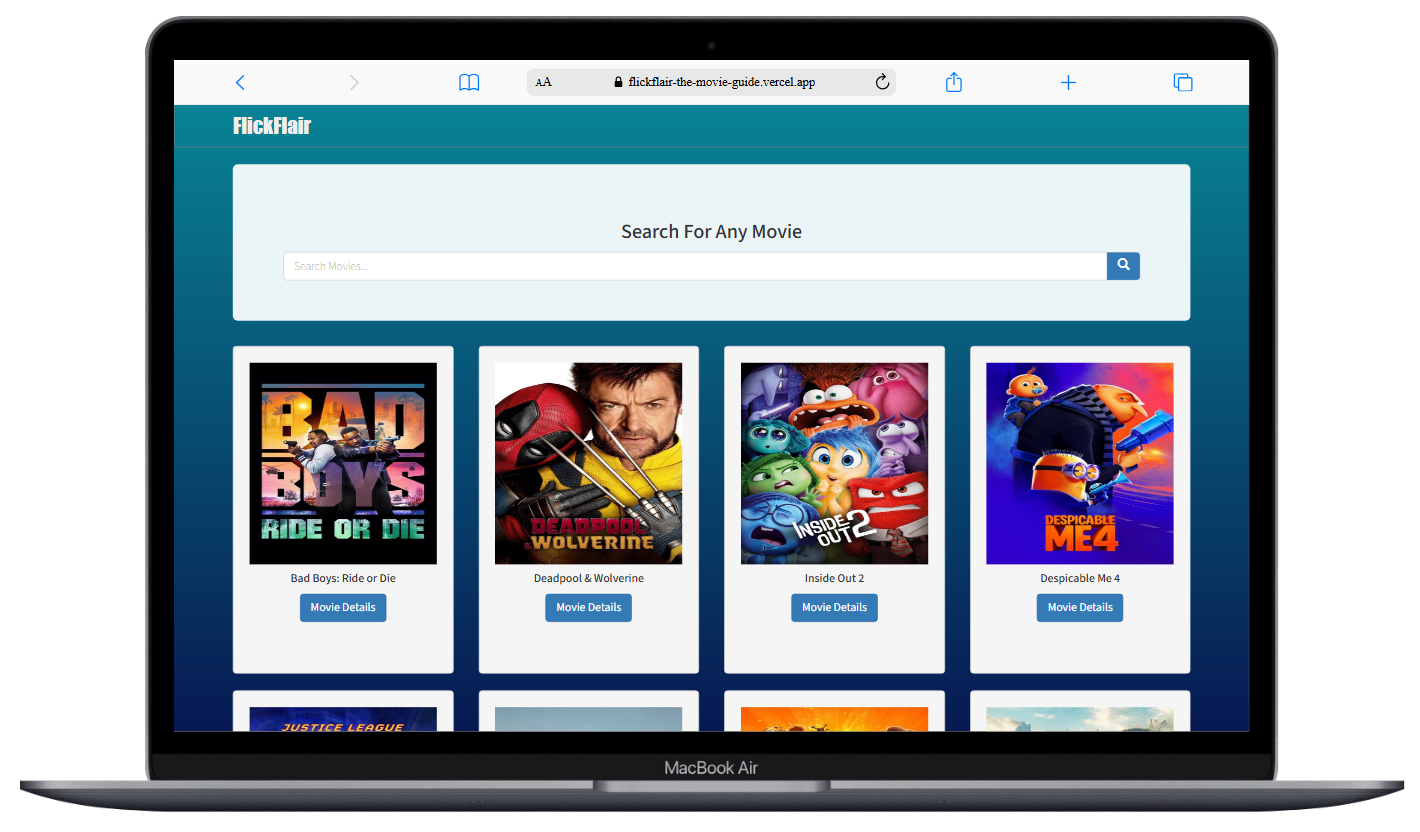 AA flickflair-the-movie-guide.vercel.app
FlickFlair
Search For Any Movie
Search Movies...
BAD
BOYS
RIDE OR DIE
DEADPOOL
& WOLVERINE
INSIDE
OUT 2
DESPICABLE
ME4
Bad Boys: Ride or Die
Deadpool & Wolverine
Inside Out 2
Despicable Me 4
Movie Details
Movie Details
Movie Details
Movie Details
JUSTICE LEAGUE
MacBook Air